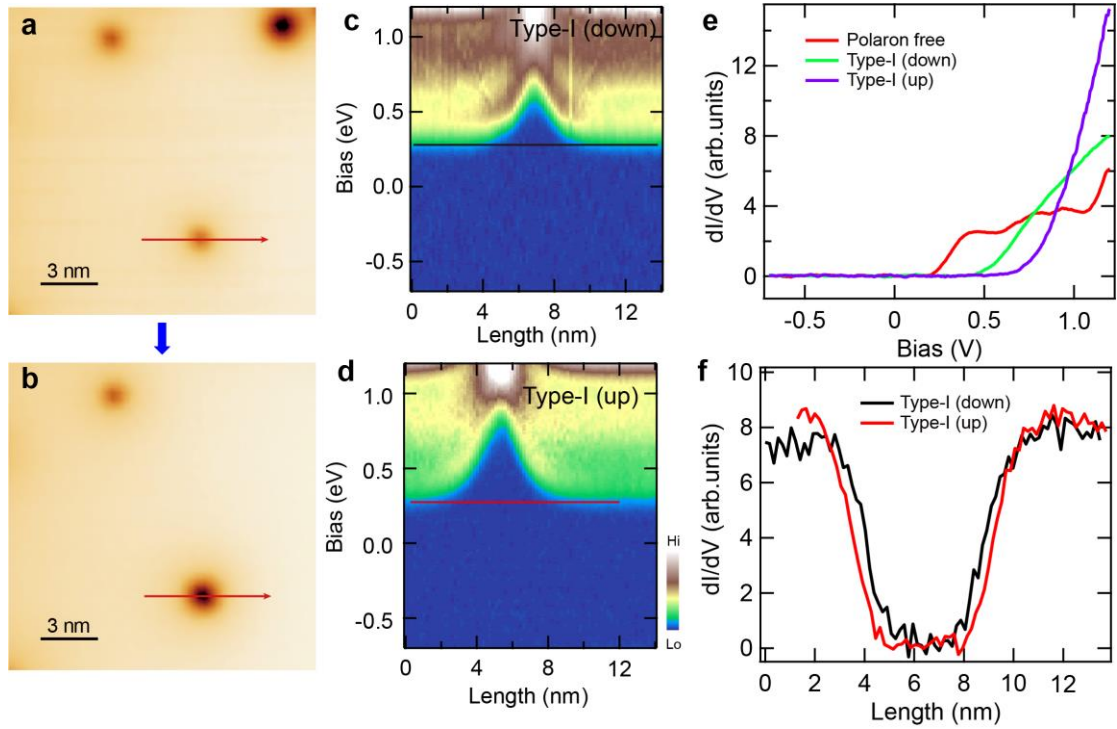 a
3 nm
b
3 nm
c
Type-I (down)
1.0
0.5
0.0
-0.5
Bias (eV)
0
4
8
12
Length (nm)
d
Type-I (up)
1.0
0.5
0.0
-0.5
Bias (eV)
Hi
Lo
0
4
8
12
Length (nm)
e
Polaron free
Type-I (down)
Type-I (up)
12
8
4
0
dI/dV (arb.units)
-0.5
0.0
0.5
1.0
Bias (V)
f
Type-I (down)
Type-I (up)
10
8
6
4
2
0
dI/dV (arb.units)
0
2
4
6
8
10
12
Length (nm)